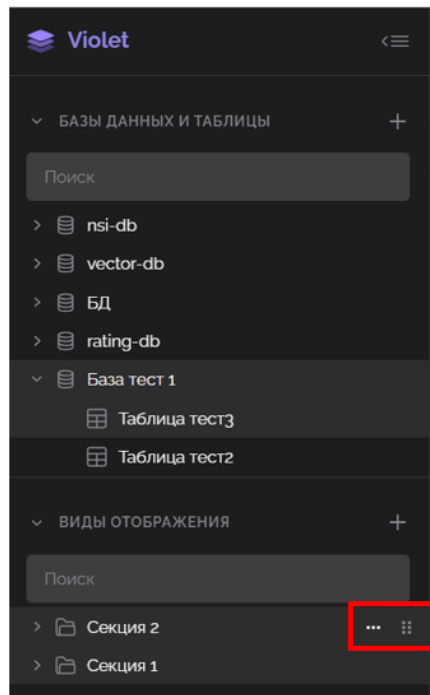 Violet
БАЗЫ ДАННЫХ И ТАБЛИЦЫ
Поиск
nsi-db
vector-db
БД
rating-db
База тест 1
Таблица тест3
Таблица тест2
ВИДЫ ОТОБРАЖЕНИЯ
Поиск
Секция 2
Секция 1